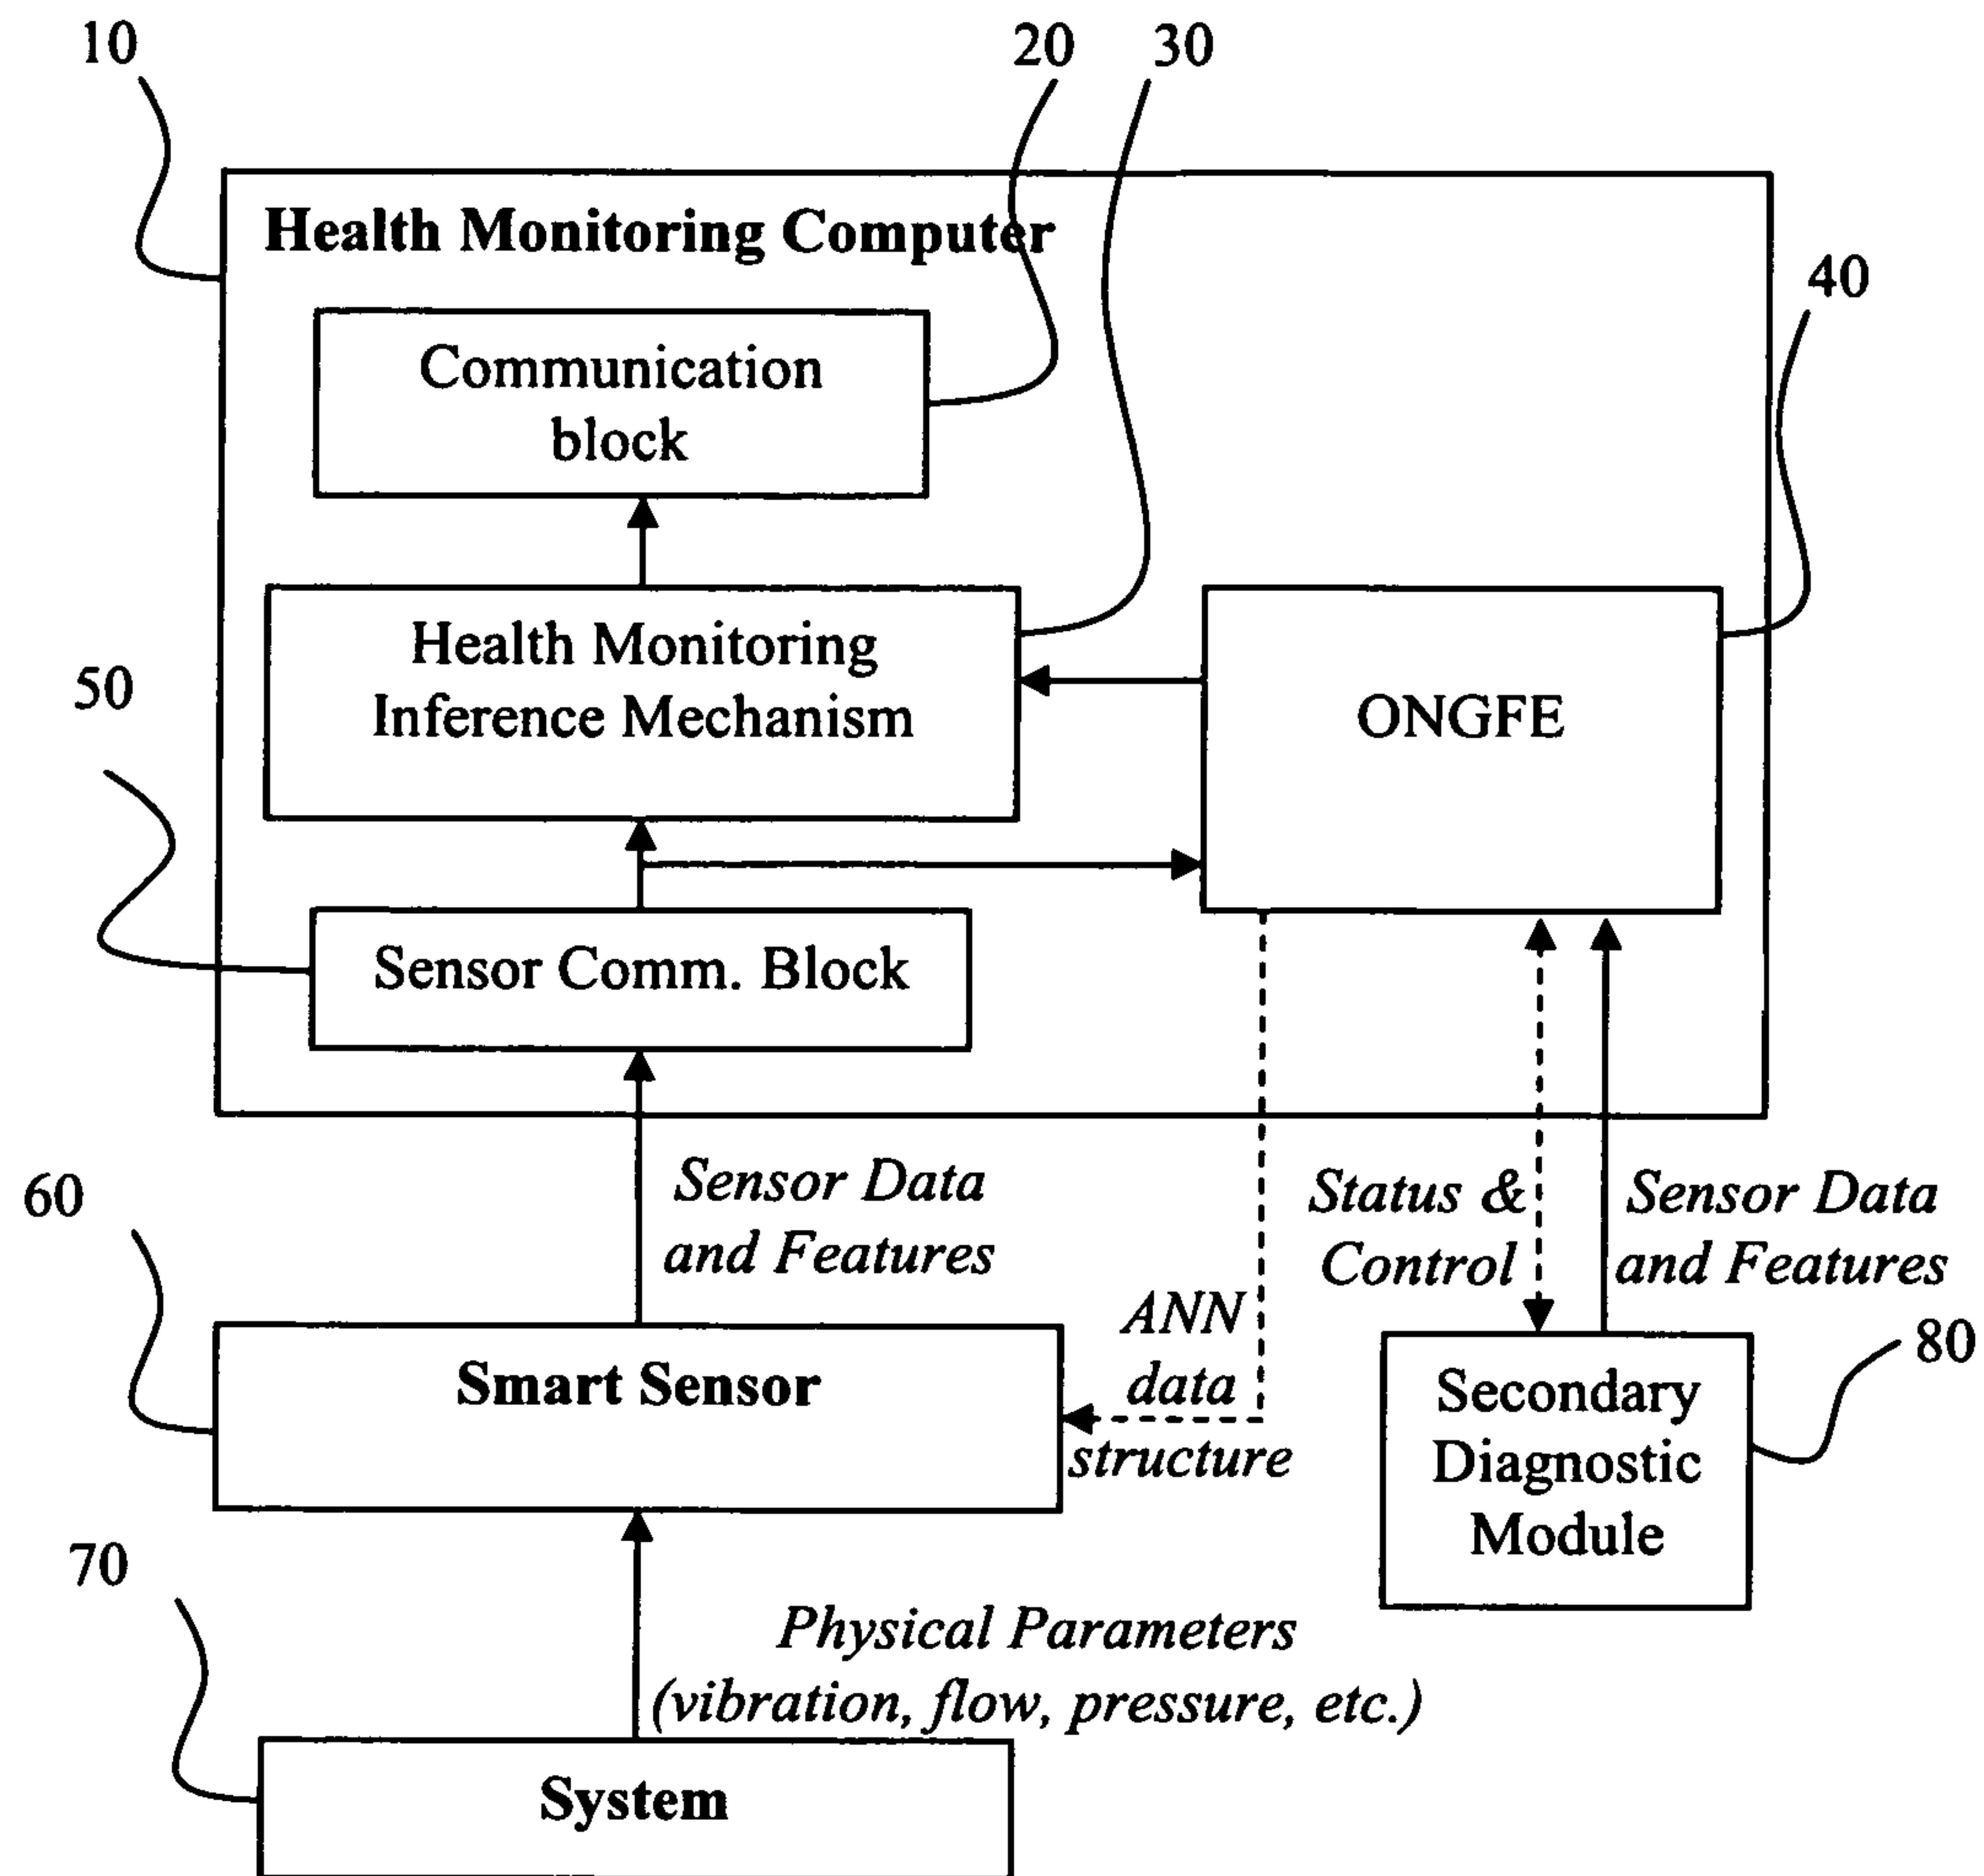 10
20
30
Health Monitoring Computer
40
Communication
block
Health Monitoring
Inference Mechanism
ONGFE
50
Sensor Comm. Block
60
Sensor Data
and Features
Status &
Control
Sensor Data
and Features
ANN
data
structure
Smart Sensor
80
Secondary
Diagnostic
Module
70
Physical Parameters
(vibration, flow, pressure, etc.)
System